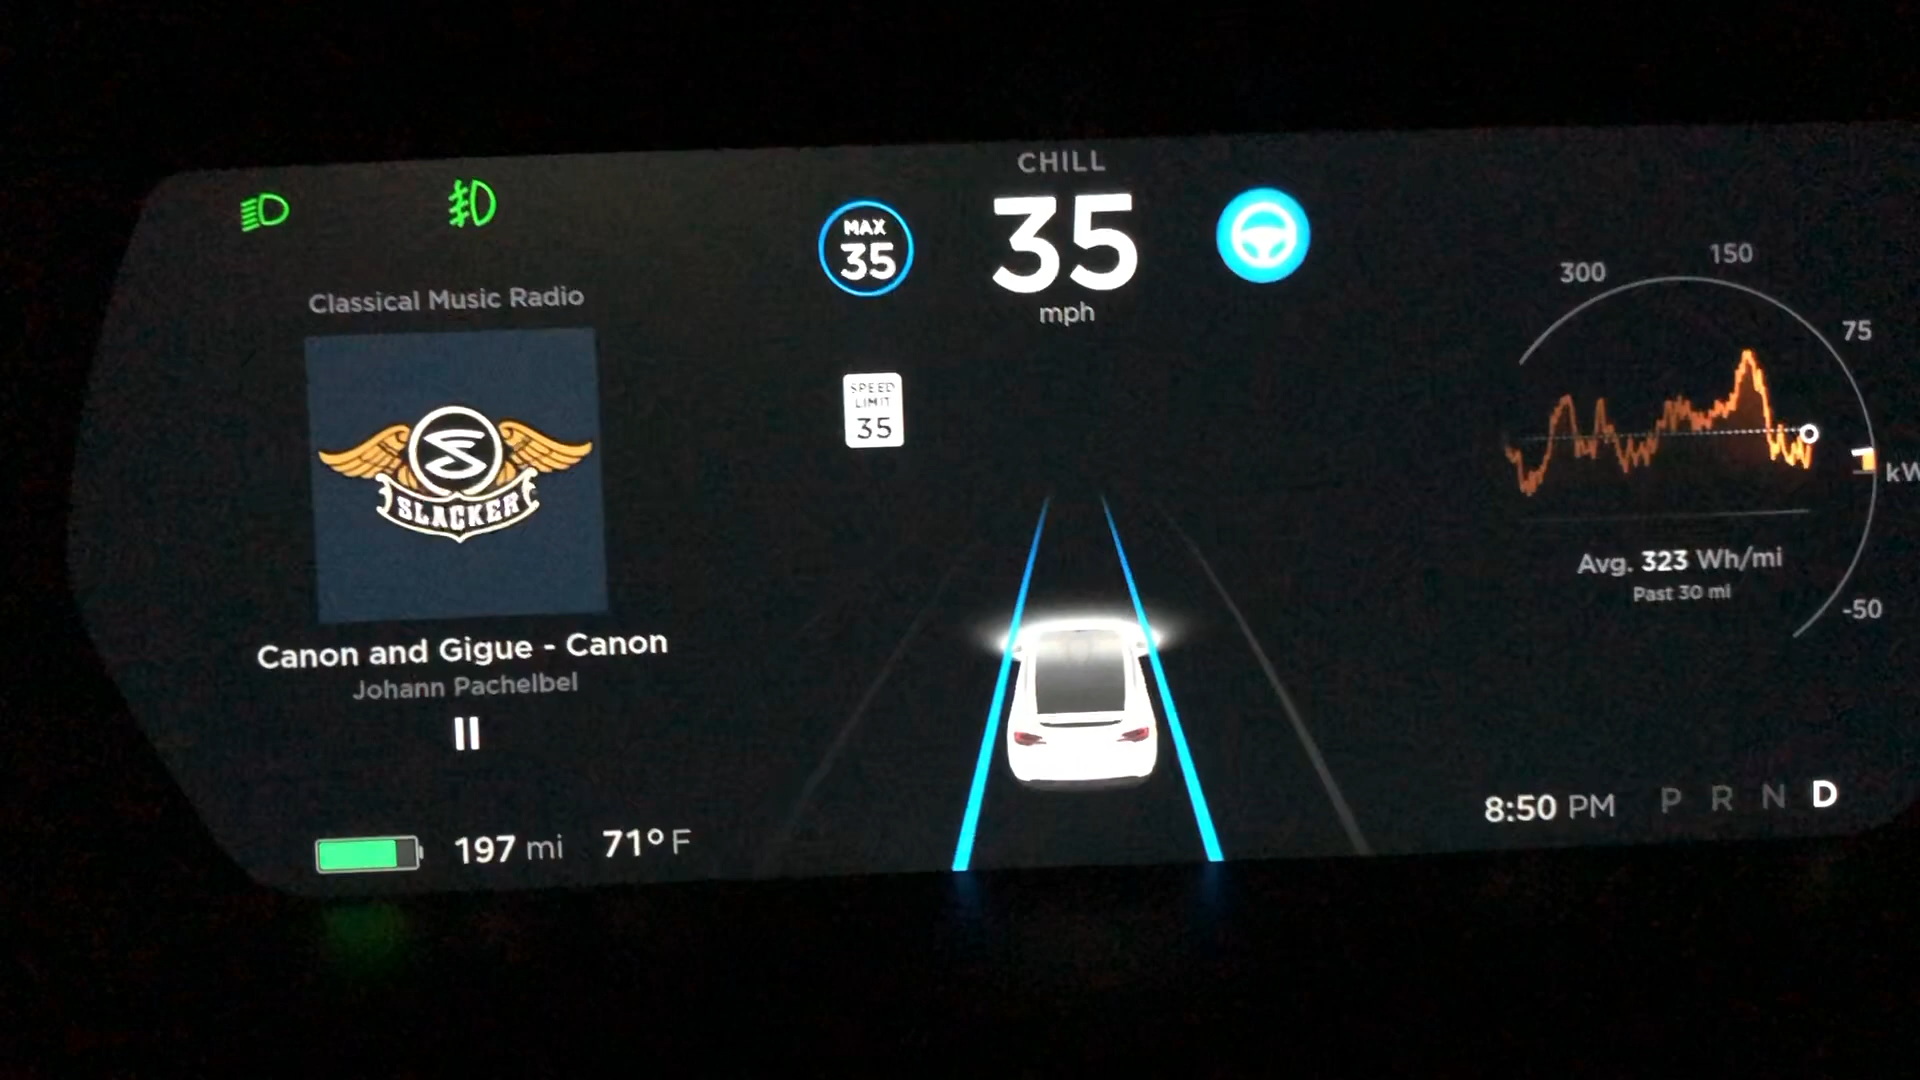 Classical Music Radio
SLACKER
Canon and Gigue - Canon
Johann Pachelbel
197 mi 71° F
CHILL
MAX
35
35
mph
SPEED
LIMIT
35
300
150
75
kW
-50
Avg. 323 Wh/mi
Past 30 mi
8:50 PM P R N D